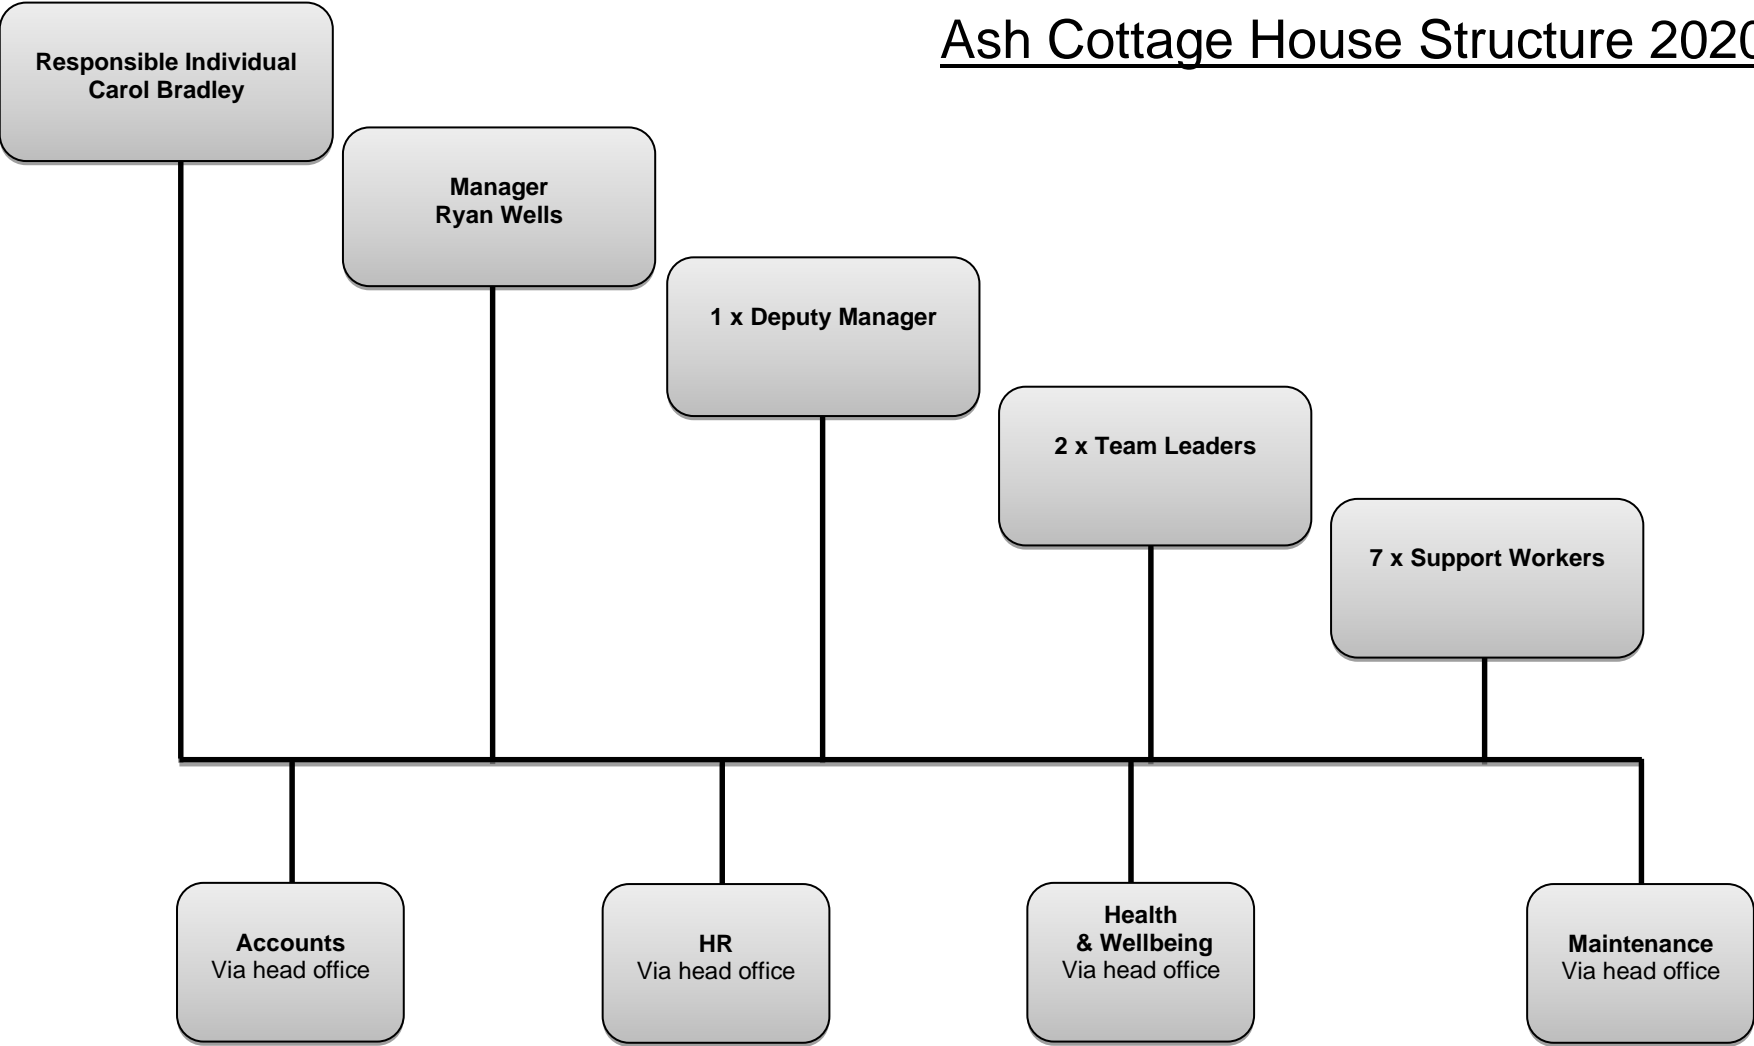 Ash Cottage House Structure 2020
Responsible Individual
Carol Bradley
Manager
Ryan Wells
1 x Deputy Manager
2 x Team Leaders
7 x Support Workers
Accounts
Via head office
HR
Via head office
Health
& Wellbeing
Via head office
Maintenance
Via head office